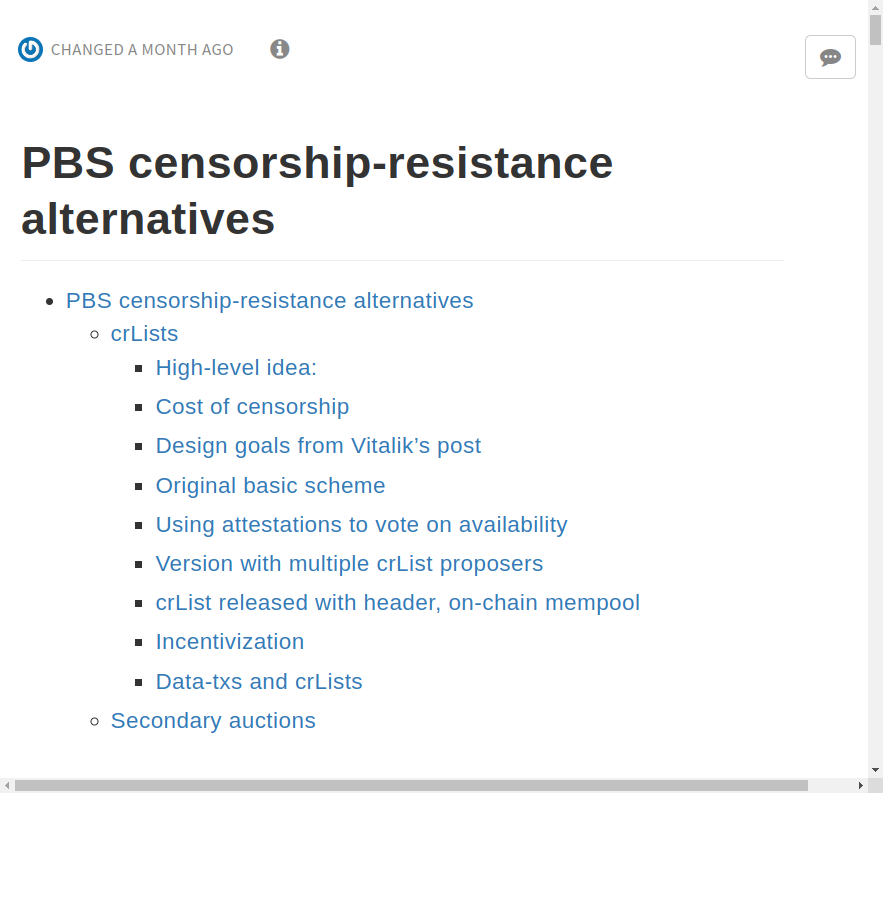 CHANGED A MONTH AGO
PBS censorship-resistance
alternatives
PBS censorship-resistance alternatives
crLists
High-level idea:
Cost of censorship
Design goals from Vitalik’s post
Original basic scheme
Using attestations to vote on availability
Version with multiple crList proposers
crList released with header, on-chain mempool
Incentivization
Data-txs and crLists
Secondary auctions